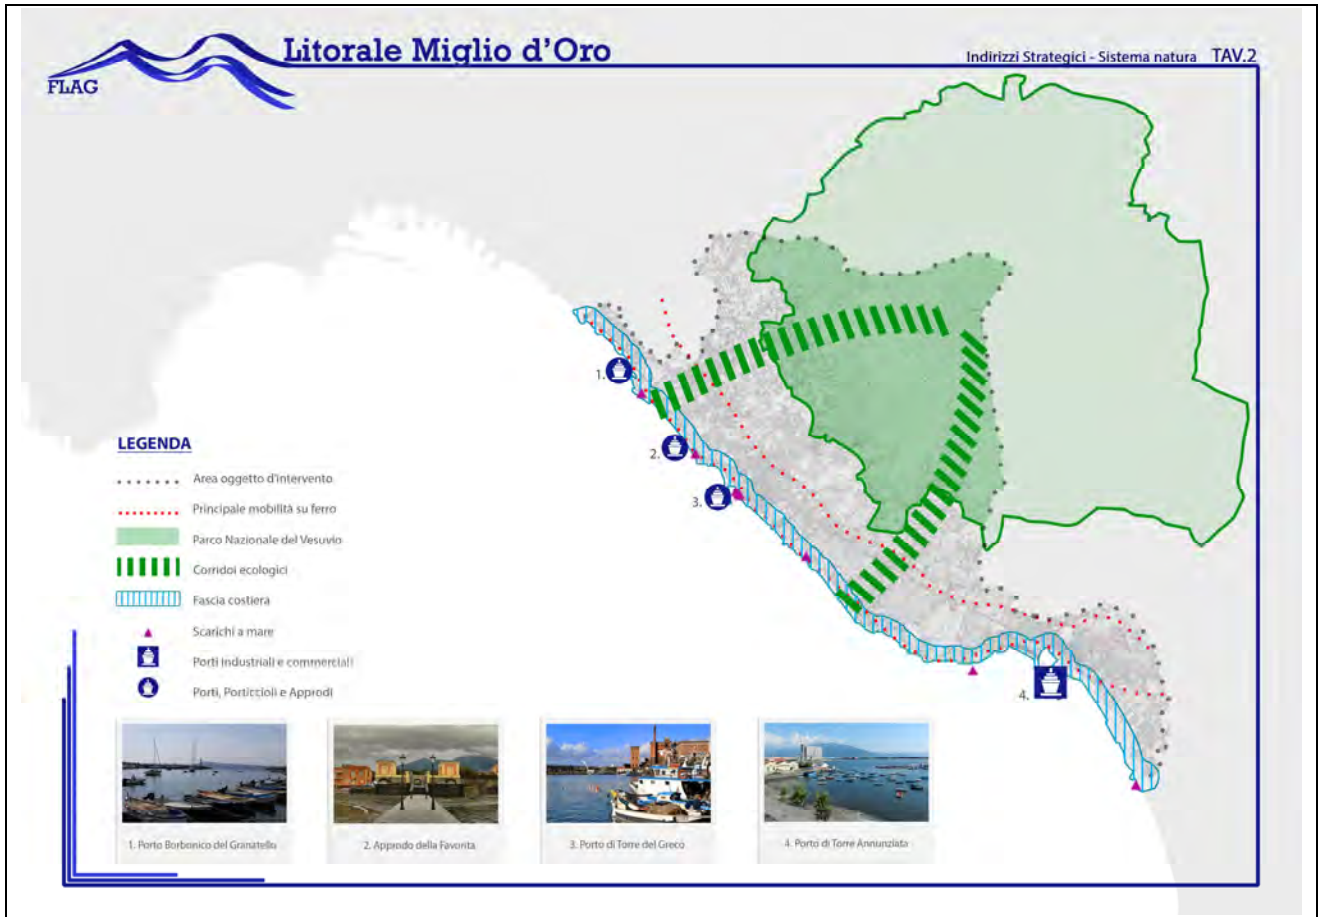 Litorale Miglio d'Oro
Indirizzi Strategici - Sistema natura TAV.2
FLAG
1.
2.
3.
4.
LEGENDA
Area oggetto d'intervento
Principale mobilità su ferro
Parco Nazionale del Vesuvio
Corridoi ecologici
Fascia costiera
Scarichi a mare
Porti industriali e commerciali
Porti, Porticcioli e Approdi
1. Porto Borbonico del Granatello
2. Approdo della Favorita
3. Porto di Torre del Greco
4. Porto di Torre Annunziata